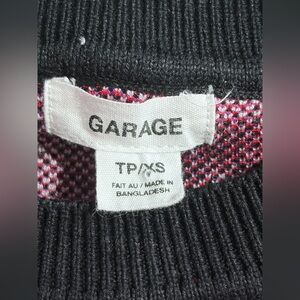 GARAGE
TP/XS
FAIT AU / MADE IN
BANGLADESH